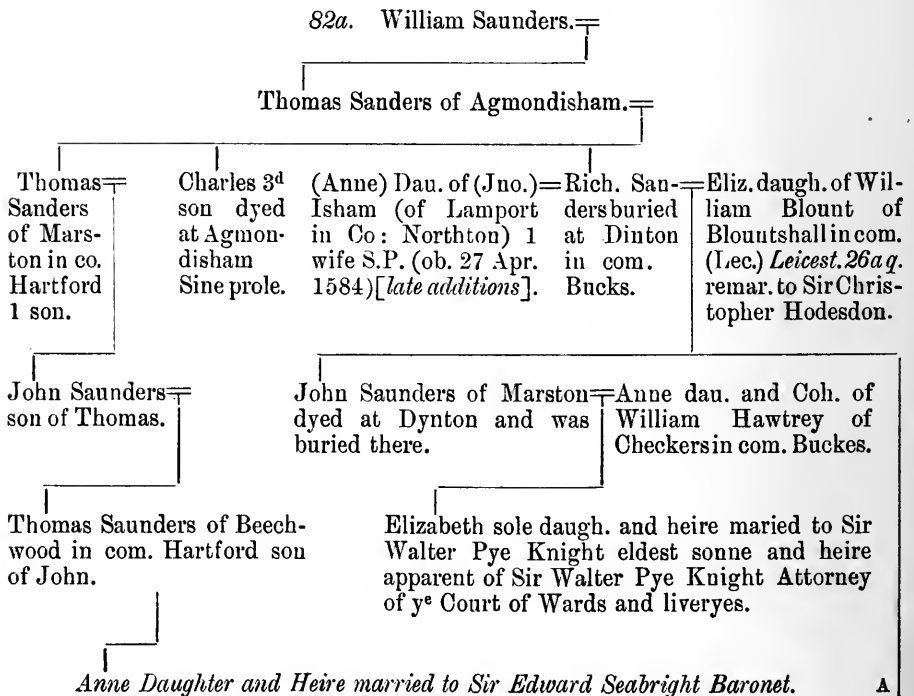 82a. William Saunders.
Thomas Sanders of Agmondisham.
Thomas
Sanders
of Mars-
ton in co.
Hartford
1 son.
Charles 3d
son dyed
at Agmon-
disham
Sine prole.
(Anne) Dau. of (Jno.)
Isham (of Lamport
in Co: Northton) 1
wife S.P. (ob. 27 Apr.
1584) [late additions].
Rich. San-
ders buried
at Dinton
in com.
Bucks.
Eliz. daugh. of Wil-
liam Blount of
Blountshall in com.
(Lec.) Leicest. 26a q.
remar. to Sir Chris-
topher Hodesdon.
John Saunders
son of Thomas.
John Saunders of Marston
dyed at Dynton and was
buried there.
Anne dau. and Coh. of
William Hawtrey of
Checkers in com. Buckes.
Thomas Saunders of Beech-
wood in com. Hartford son
of John.
Elizabeth sole daugh. and heire maried to Sir
Walter Pye Knight eldest sonne and heire
apparent of Sir Walter Pye Knight Attorney
of ye Court of Wards and liveryes.
Anne Daughter and Heire married to Sir Edward Seabright Baronet.
A